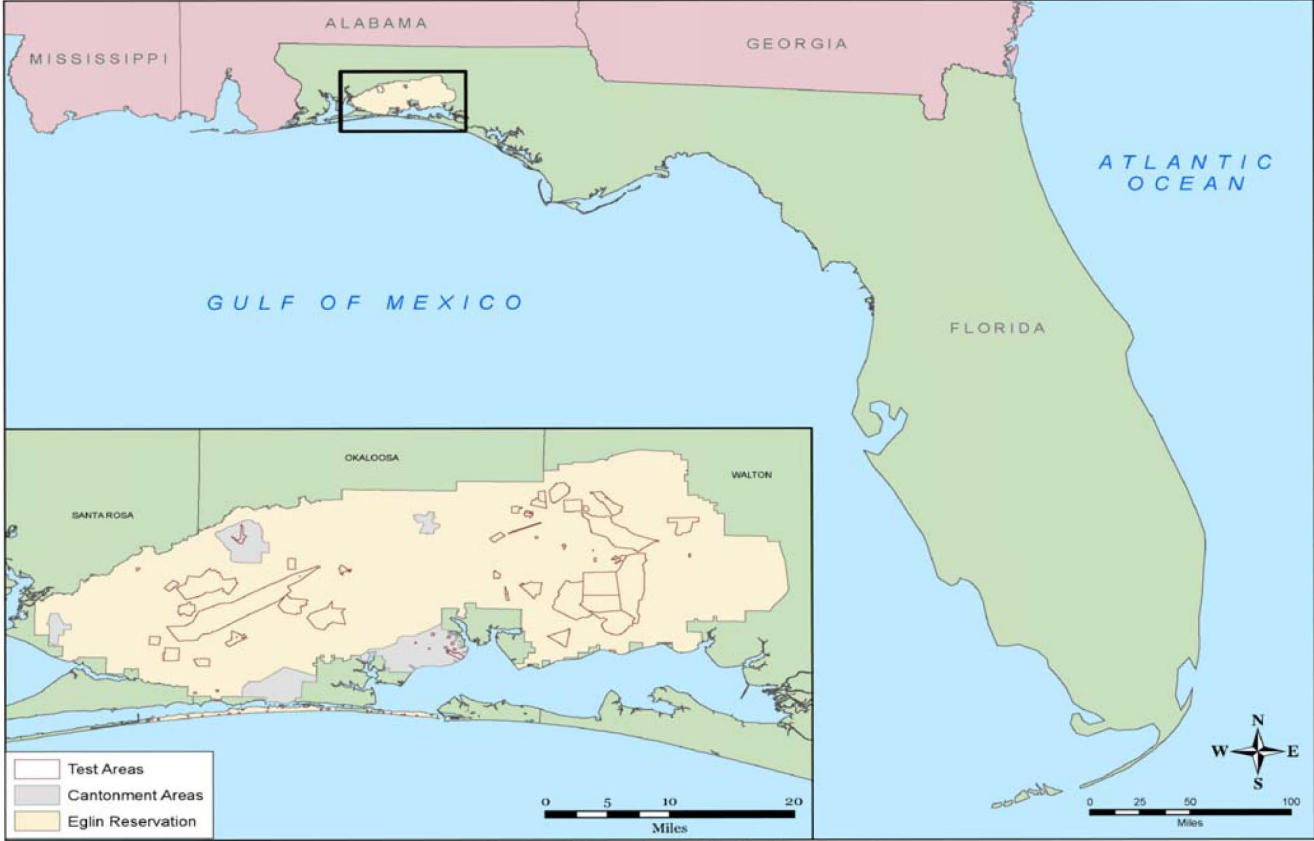 ALABAMA
MISSISSIPPI
GEORGIA
ATLANTIC
OCEAN
GULF OF MEXICO
FLORIDA
OKALOOSA
WALTON
SANTA ROSA
Test Areas
Cantonment Areas
Eglin Reservation
0 5 10 20
Miles
N
W E
S
0 25 50 100
Miles